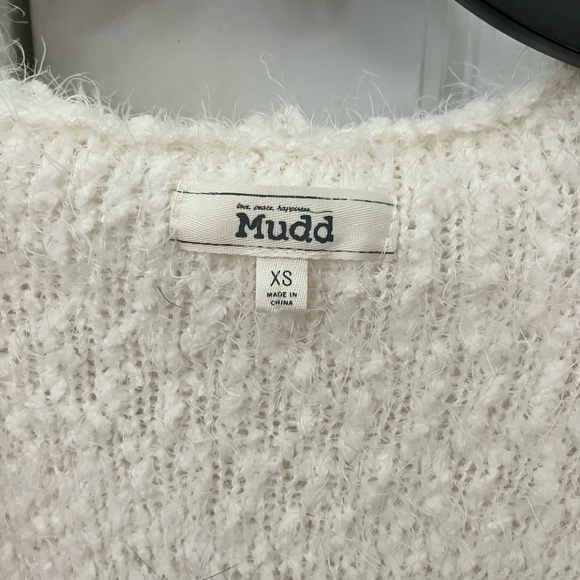 love. peace. happiness.
Mudd
XS
MADE IN
CHINA